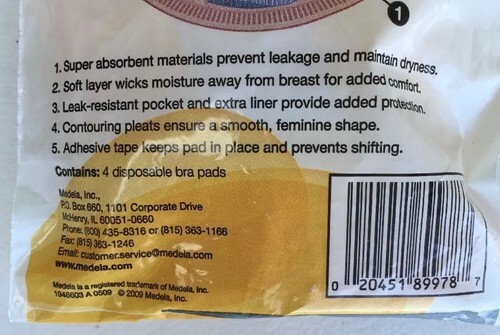 1
1. Super absorbent materials prevent leakage and maintain dryness.
2. Soft layer wicks moisture away from breast for added comfort.
3. Leak-resistant pocket and extra liner provide added protection.
4. Contouring pleats ensure a smooth, feminine shape.
5. Adhesive tape keeps pad in place and prevents shifting.
Contains: 4 disposable bra pads
Medela, Inc.,
P.O. Box 660, 1101 Corporate Drive
McHenry, IL 60051-0660
Phone: (800) 435-8316 or (815) 363-1166
Fax: (815) 363-1246
Email: customer.service@medela.com
www.medela.com
Medela is a registered trademark of Medela, Inc.
1948603 A 0509 © 2009 Medela, Inc.
0 20451 89978 7